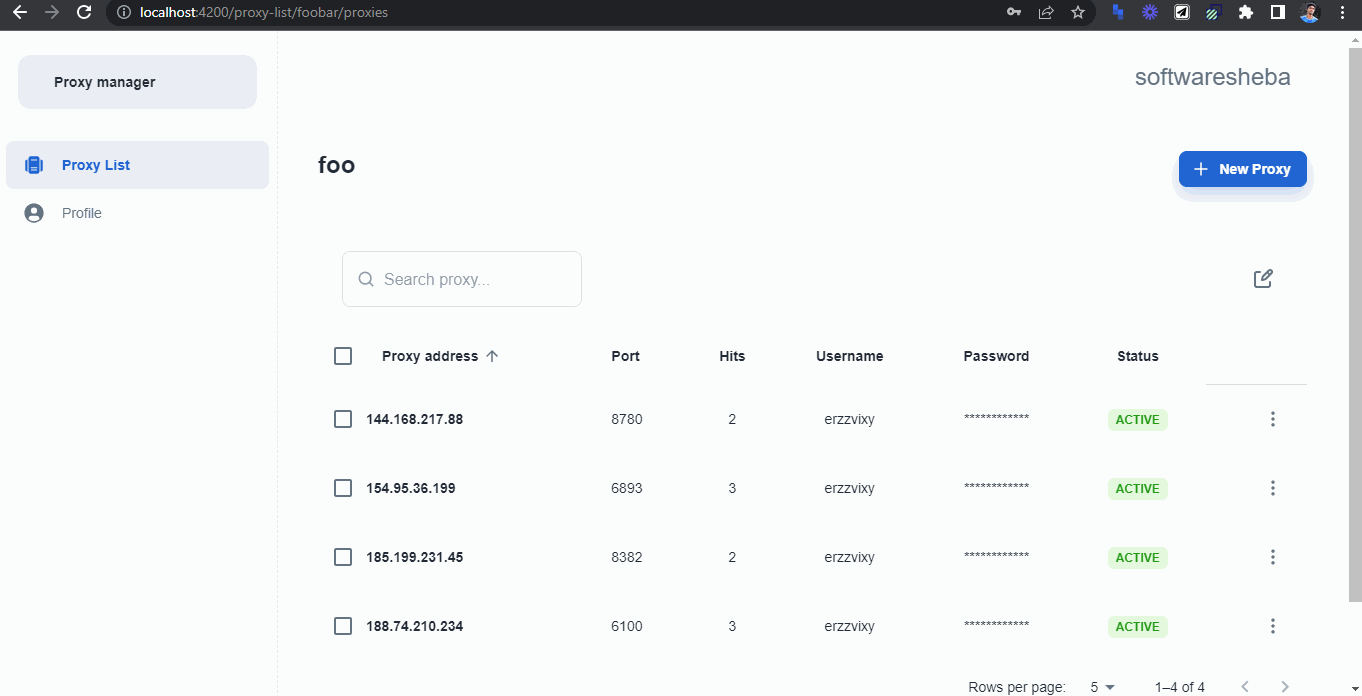 localhost:4200/proxy-list/foobar/proxies
Proxy manager
softwaresheba
Proxy List
Profile
foo
New Proxy
Search proxy...
Proxy address Port Hits Username Password Status
144.168.217.88 8780 2 erzzvixy ************ ACTIVE
154.95.36.199 6893 3 erzzvixy ************ ACTIVE
185.199.231.45 8382 2 erzzvixy ************ ACTIVE
188.74.210.234 6100 3 erzzvixy ************ ACTIVE
Rows per page: 5 1–4 of 4